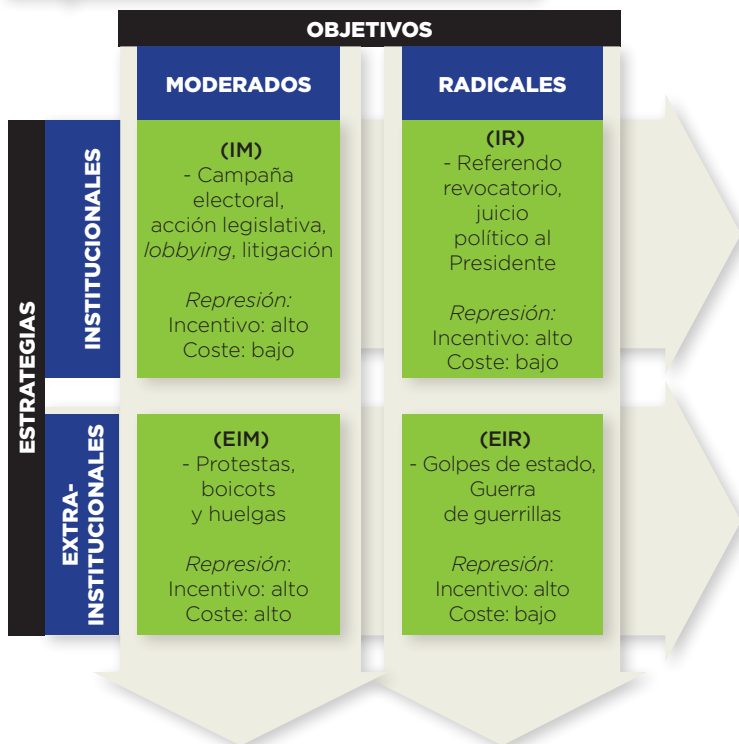 OBJETIVOS
MODERADOS
RADICALES
ESTRATEGIAS
INSTITUCIONALES
(IM)
- Campaña
electoral,
acción legislativa,
lobbying, litigación
Represión:
Incentivo: alto
Coste: bajo
(IR)
- Referendo
revocatorio,
juicio
político al
Presidente
Represión:
Incentivo: alto
Coste: bajo
EXTRA-
INSTITUCIONALES
(EIM)
- Protestas,
boicots
y huelgas
Represión:
Incentivo: alto
Coste: alto
(EIR)
- Golpes de estado,
Guerra
de guerrillas
Represión:
Incentivo: alto
Coste: bajo